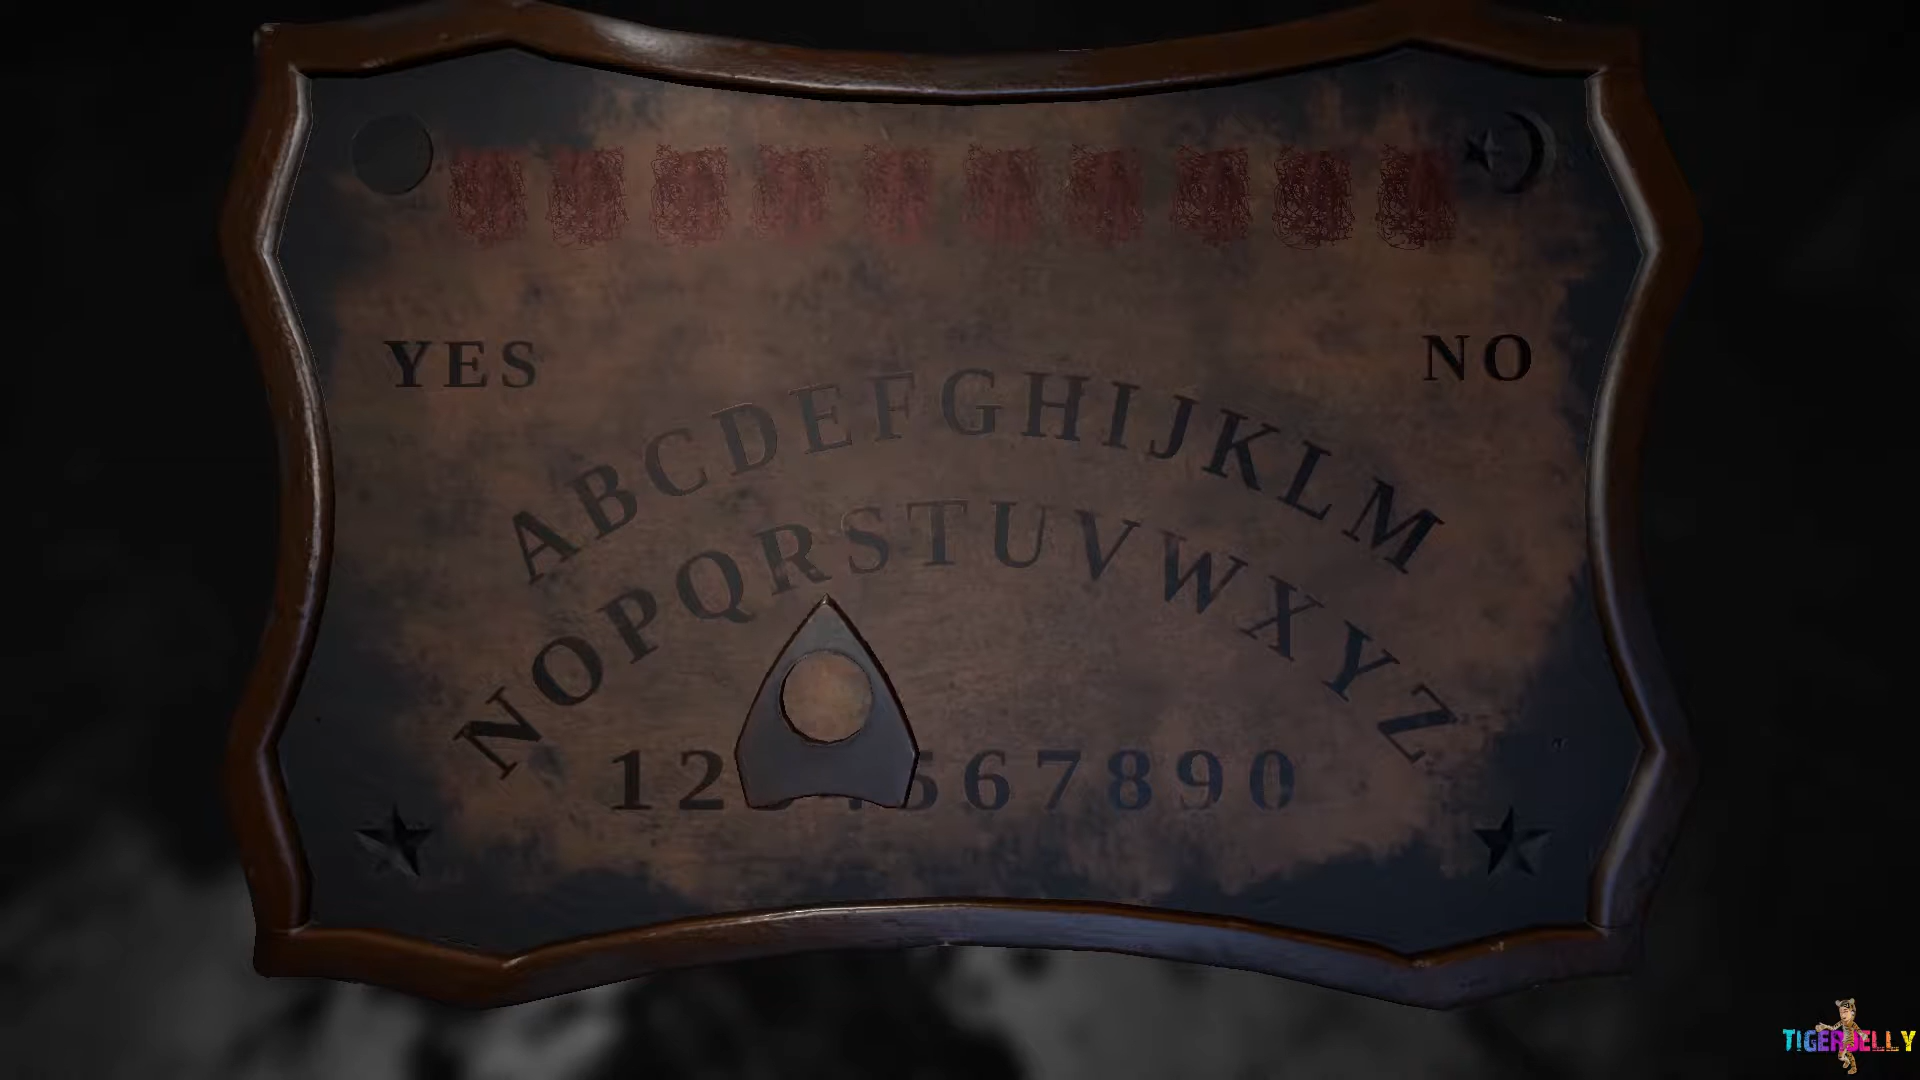 YES
NO
ABCDEFGHIJKLM
NOPQRSTUVWXYZ
12 567890
TIGERJELLY